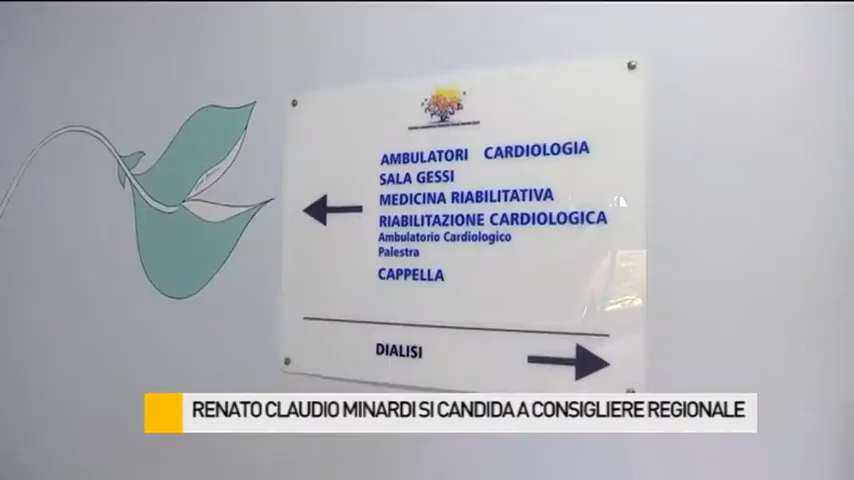 AMBULATORI CARDIOLOGIA
SALA GESSI
MEDICINA RIABILITATIVA
RIABILITAZIONE CARDIOLOGICA
Ambulatorio Cardiologico
Palestra
CAPPELLA
DIALISI
RENATO CLAUDIO MINARDI SI CANDIDA A CONSIGLIERE REGIONALE